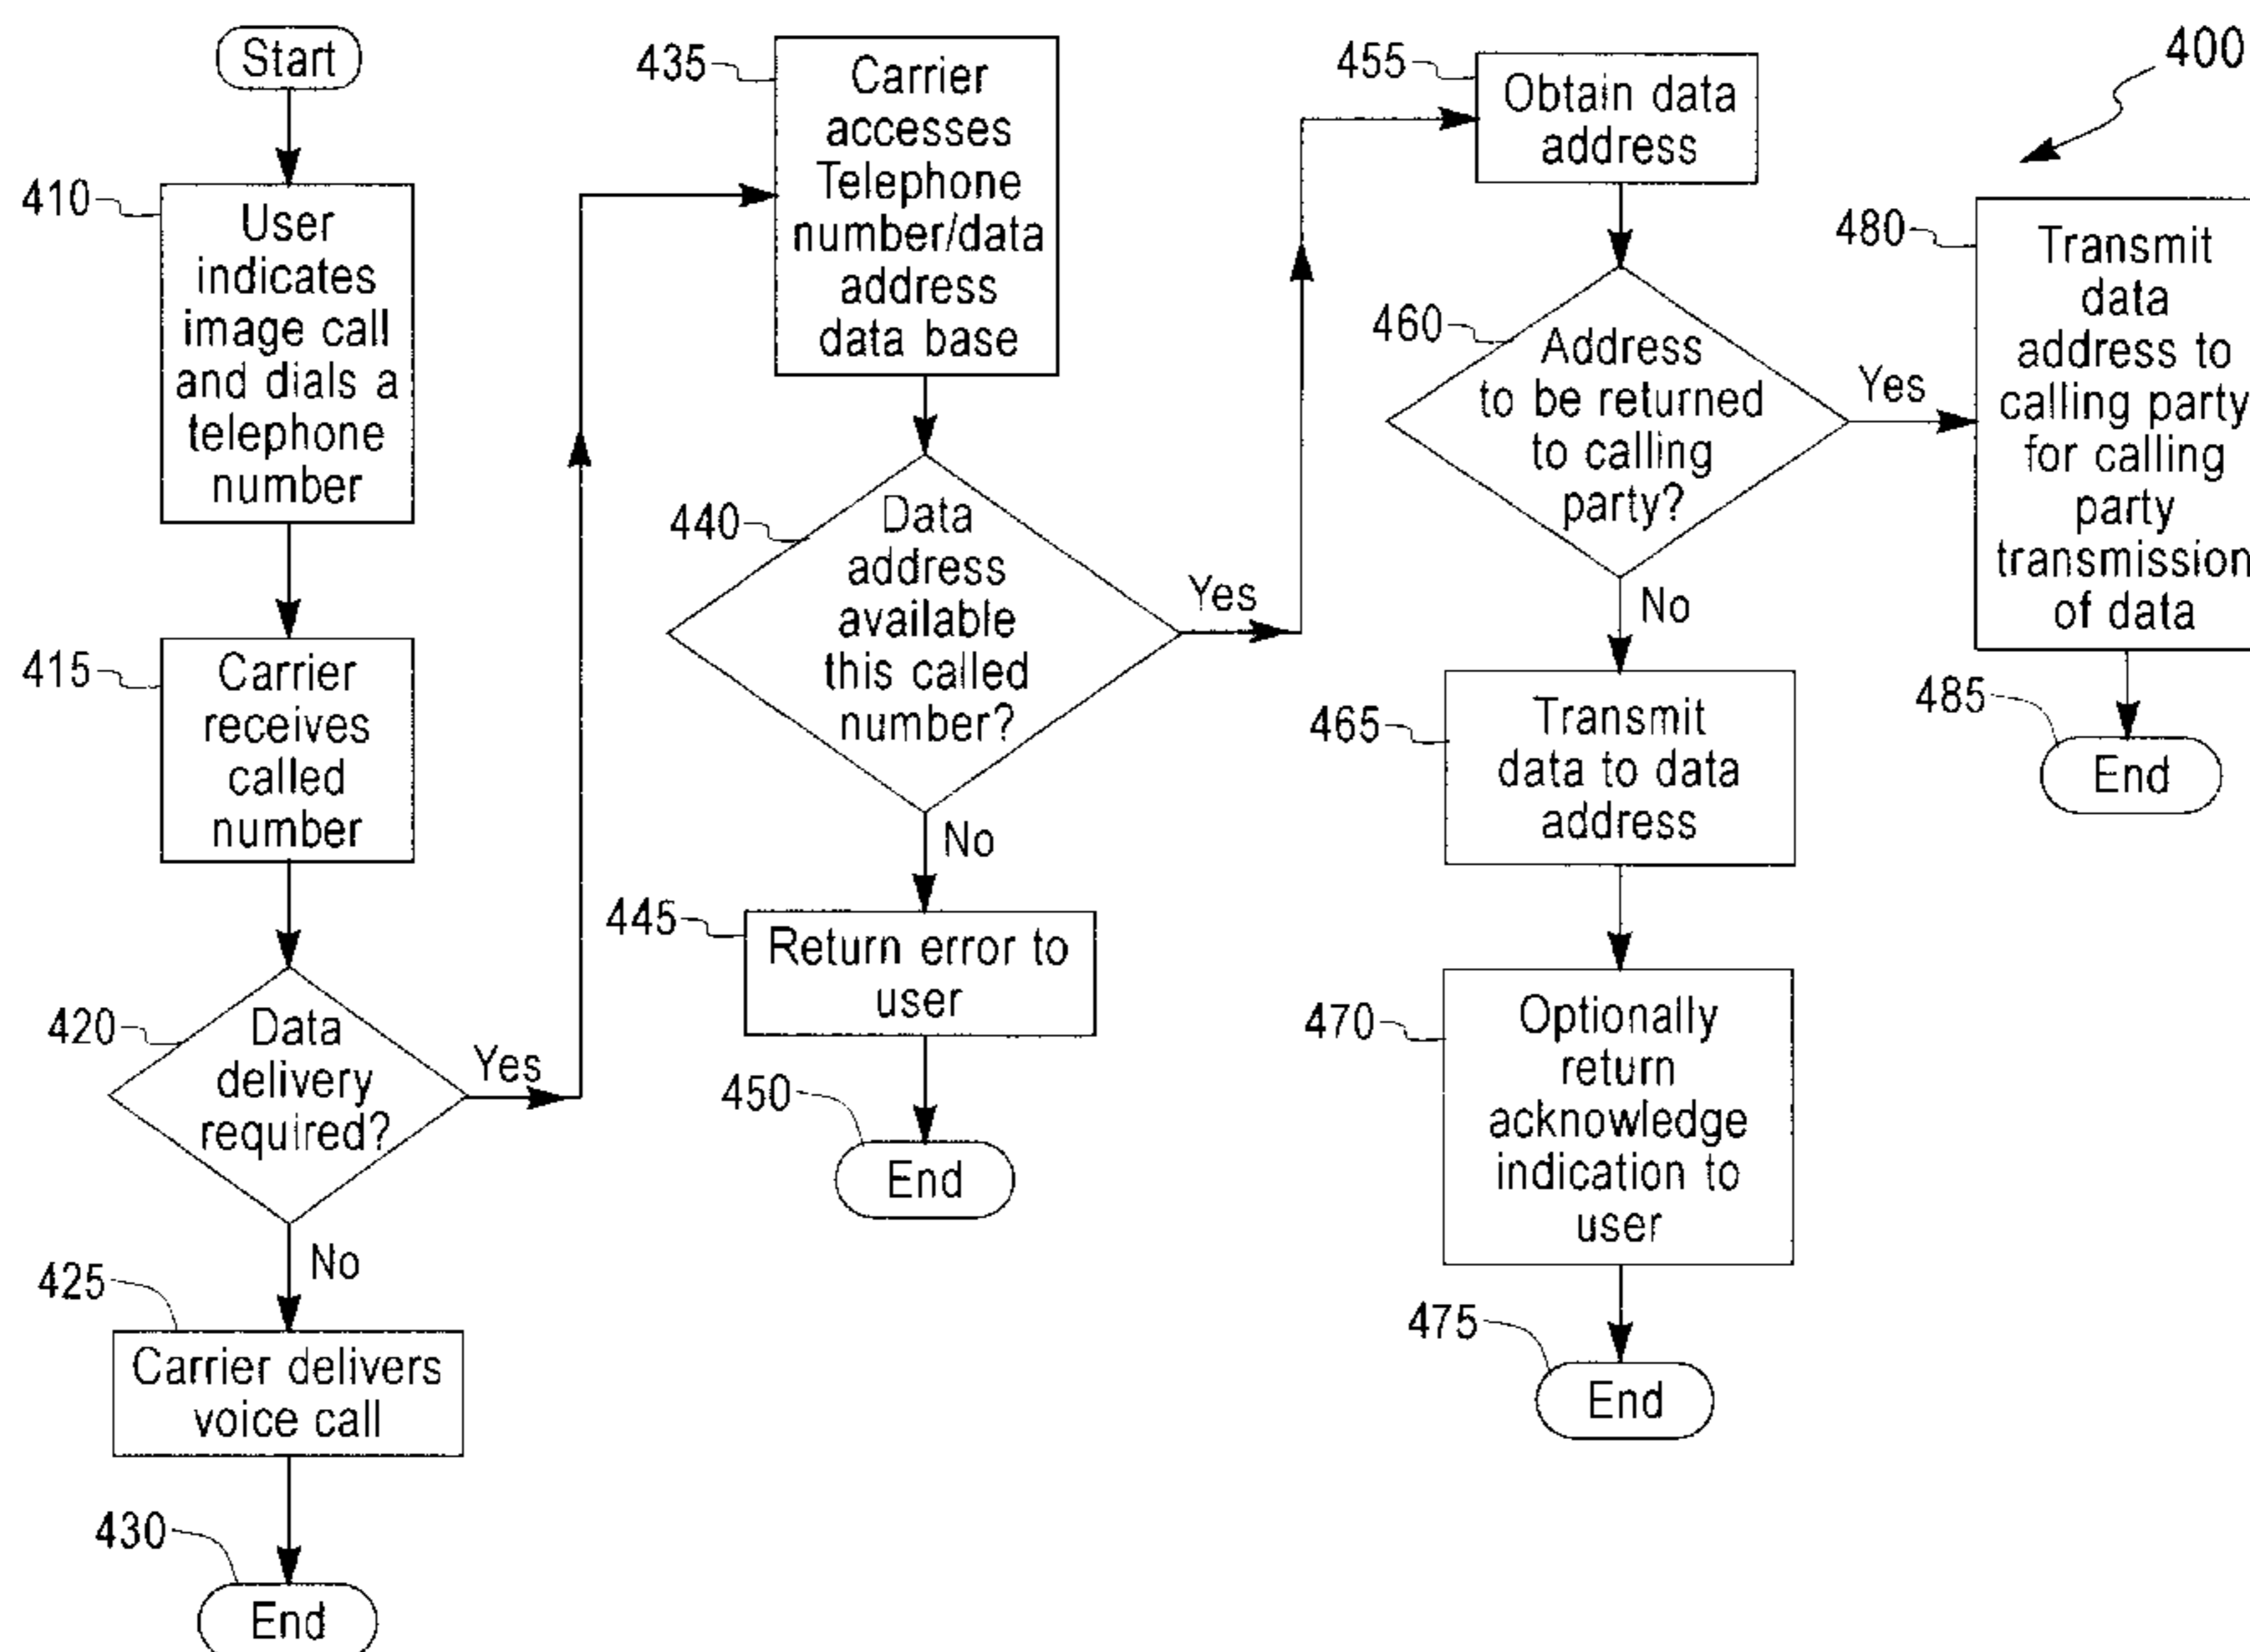 Start
410
User
indicates
image call
and dials a
telephone
number
415
Carrier
receives
called
number
420
Data
delivery
required?
Yes
No
425
Carrier delivers
voice call
430
End
435
Carrier
accesses
Telephone
number/data
address
data base
440
Data
address
available
this called
number?
Yes
No
445
Return error to
user
450
End
455
Obtain data
address
460
Address
to be returned
to calling
party?
Yes
No
465
Transmit
data to data
address
470
Optionally
return
acknowledge
indication to
user
475
End
400
480
Transmit
data
address to
calling party
for calling
party
transmission
of data
485
End